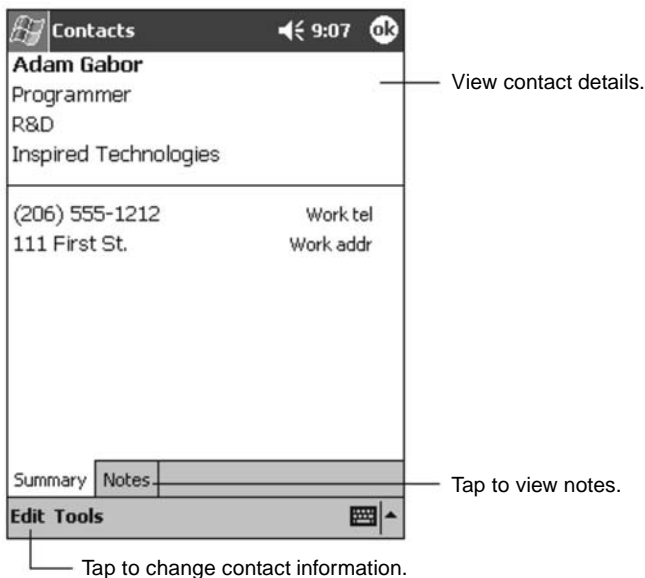 Contacts 9:07 ok
Adam Gabor
Programmer
R&D
Inspired Technologies
View contact details.
(206) 555-1212 Work tel
111 First St. Work addr
Summary Notes
Tap to view notes.
Edit Tools
Tap to change contact information.